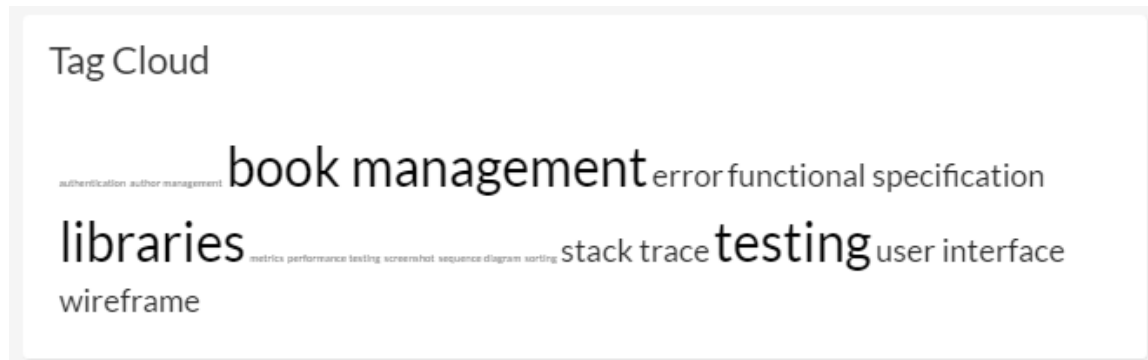 Tag Cloud
authentication author management book management error functional specification
libraries metrics performance testing screenshot sequence diagram sorting stack trace testing user interface
wireframe